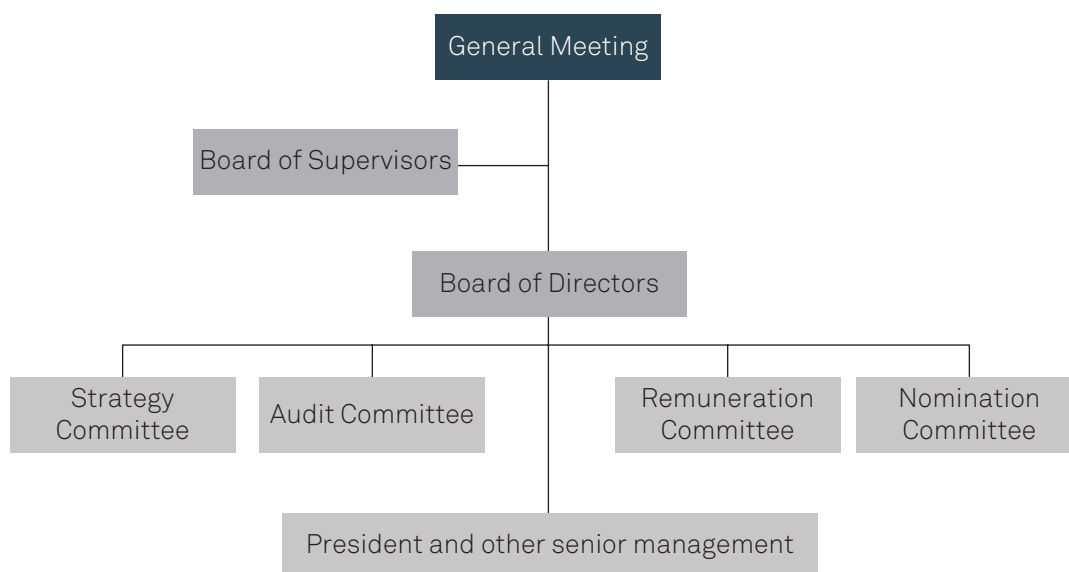 General Meeting
Board of Supervisors
Board of Directors
Strategy
Committee
Audit Committee
Remuneration
Committee
Nomination
Committee
President and other senior management